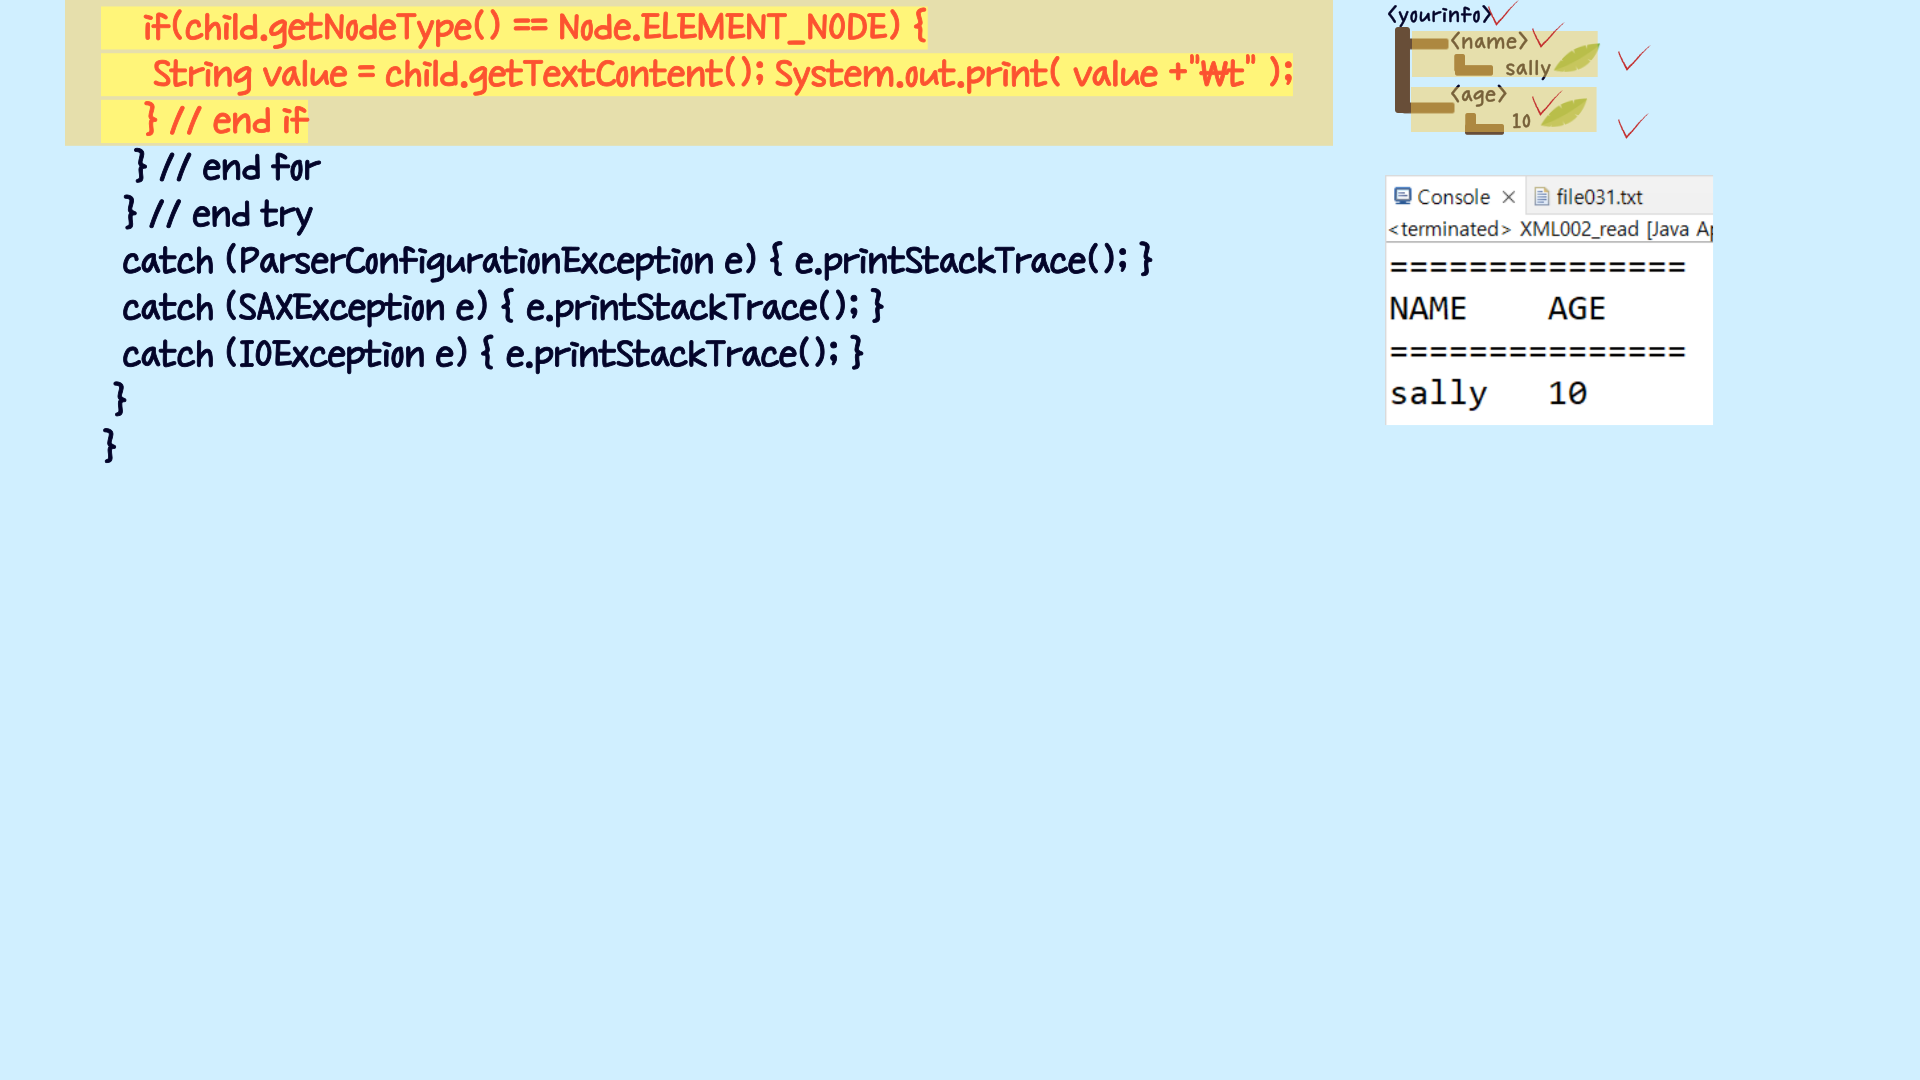 if(child.getNodeType() == Node.ELEMENT_NODE) {
String value = child.getTextContent(); System.out.print( value +"₩t" );
} // end if
} // end for
} // end try
catch (ParserConfigurationException e) { e.printStackTrace(); }
catch (SAXException e) { e.printStackTrace(); }
catch (IOException e) { e.printStackTrace(); }
}
}
<yourinfo>
<name>
sally
<age>
10
Console
file031.txt
<terminated> XML002_read [Java Ap
===============
NAME AGE
===============
sally 10